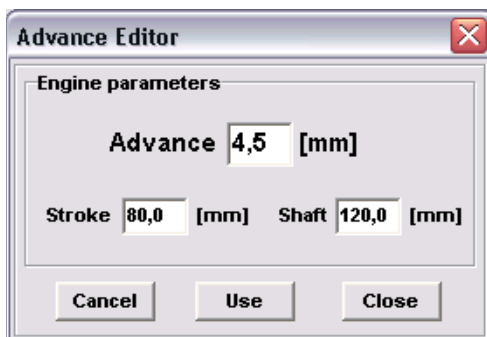 Advance Editor
Engine parameters
Advance 4,5 [mm]
Stroke 80,0 [mm] Shaft 120,0 [mm]
Cancel Use Close